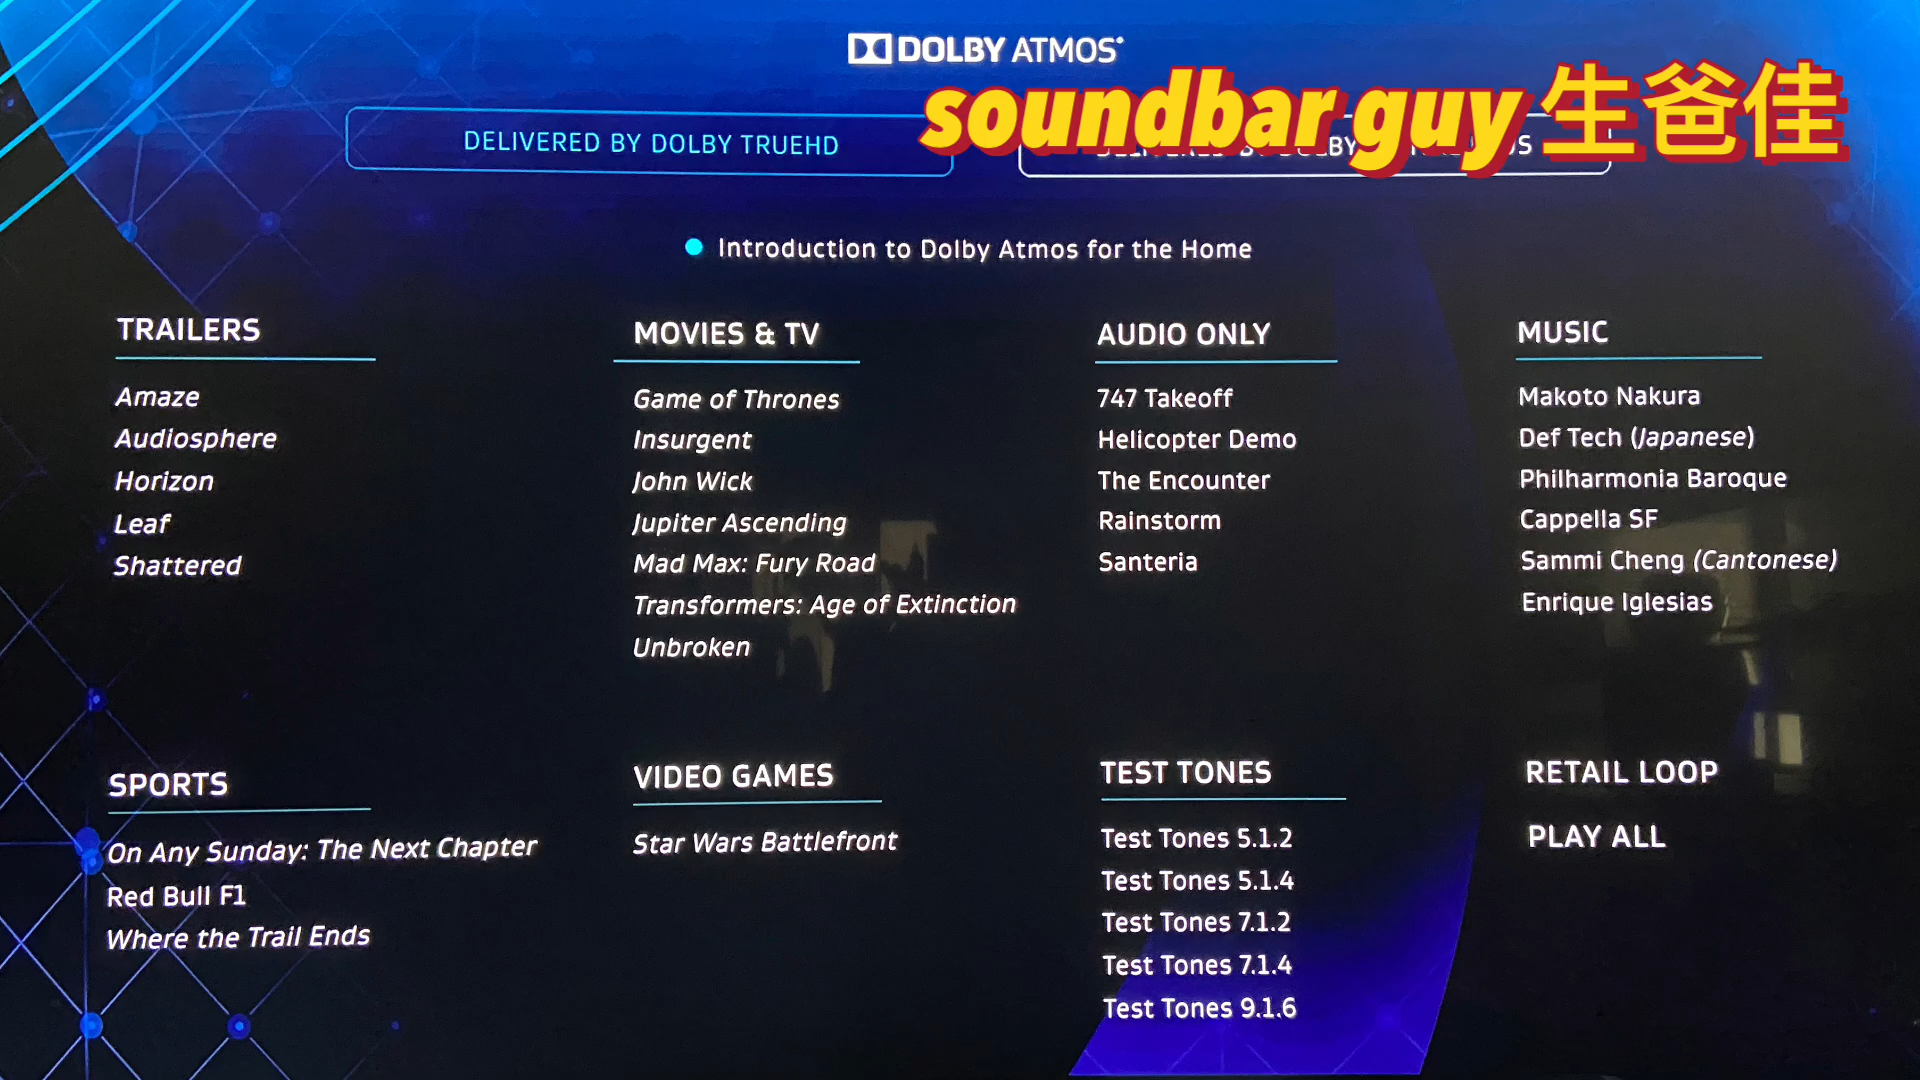 DOLBY ATMOS
soundbar guy 生爸佳
DELIVERED BY DOLBY TRUEHD
Introduction to Dolby Atmos for the Home
TRAILERS
Amaze
Audiosphere
Horizon
Leaf
Shattered
MOVIES & TV
Game of Thrones
Insurgent
John Wick
Jupiter Ascending
Mad Max: Fury Road
Transformers: Age of Extinction
Unbroken
AUDIO ONLY
747 Takeoff
Helicopter Demo
The Encounter
Rainstorm
Santeria
MUSIC
Makoto Nakura
Def Tech (Japanese)
Philharmonia Baroque
Cappella SF
Sammi Cheng (Cantonese)
Enrique Iglesias
SPORTS
On Any Sunday: The Next Chapter
Red Bull F1
Where the Trail Ends
VIDEO GAMES
Star Wars Battlefront
TEST TONES
Test Tones 5.1.2
Test Tones 5.1.4
Test Tones 7.1.2
Test Tones 7.1.4
Test Tones 9.1.6
RETAIL LOOP
PLAY ALL